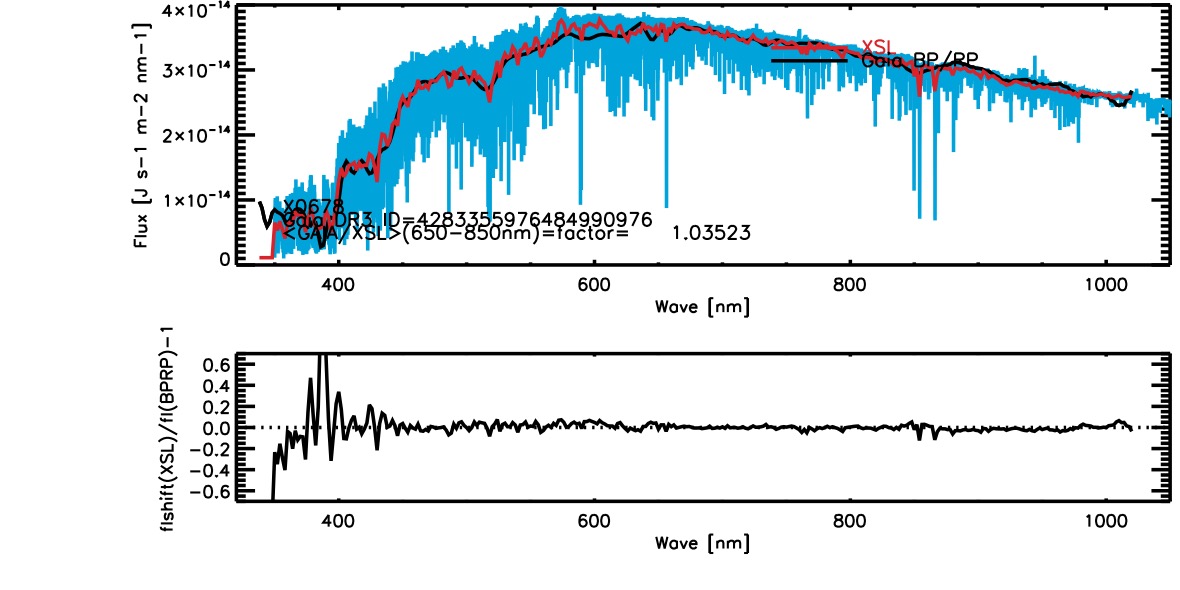 4×10−14
3×10−14
2×10−14
1×10−14
0
Flux [J s−1 m−2 nm−1]
XSL
Gaia BP/RP
X0678
Gaia DR3 ID=4283355976484990976
<GAIA/XSL>(650−850nm)=factor= 1.03523
400 600 800 1000
Wave [nm]
0.6
0.4
0.2
0.0
−0.2
−0.4
−0.6
flshift(XSL)/fl(BPRP)−1
400 600 800 1000
Wave [nm]